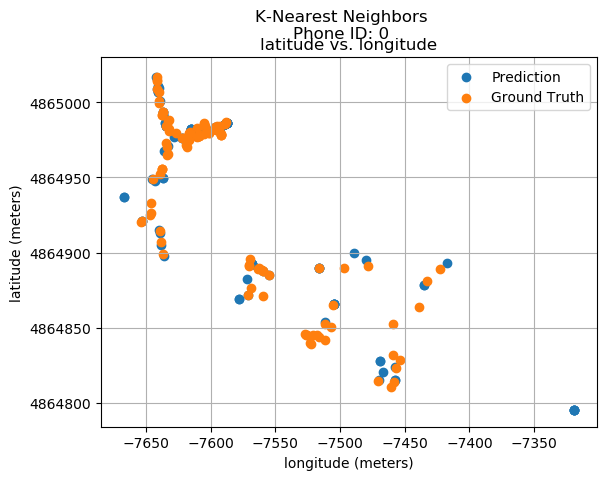 K-Nearest Neighbors
Phone ID: 0
latitude vs. longitude
Prediction
Ground Truth
latitude (meters)
4865000
4864950
4864900
4864850
4864800
−7650 −7600 −7550 −7500 −7450 −7400 −7350
longitude (meters)